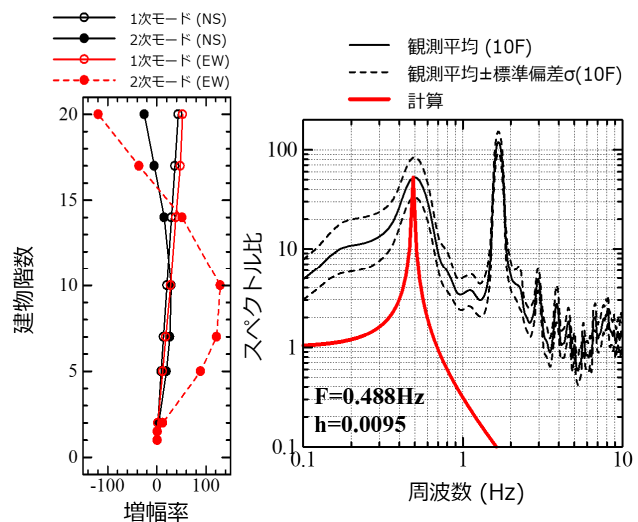 1次モード (NS)
2次モード (NS)
1次モード (EW)
2次モード (EW)
観測平均 (10F)
観測平均±標準偏差σ(10F)
計算
20
15
10
5
0
建物階数
-100 0 100
増幅率
100
10
1
0.1
スペクトル比
F=0.488Hz
h=0.0095
0.1 1 10
周波数 (Hz)